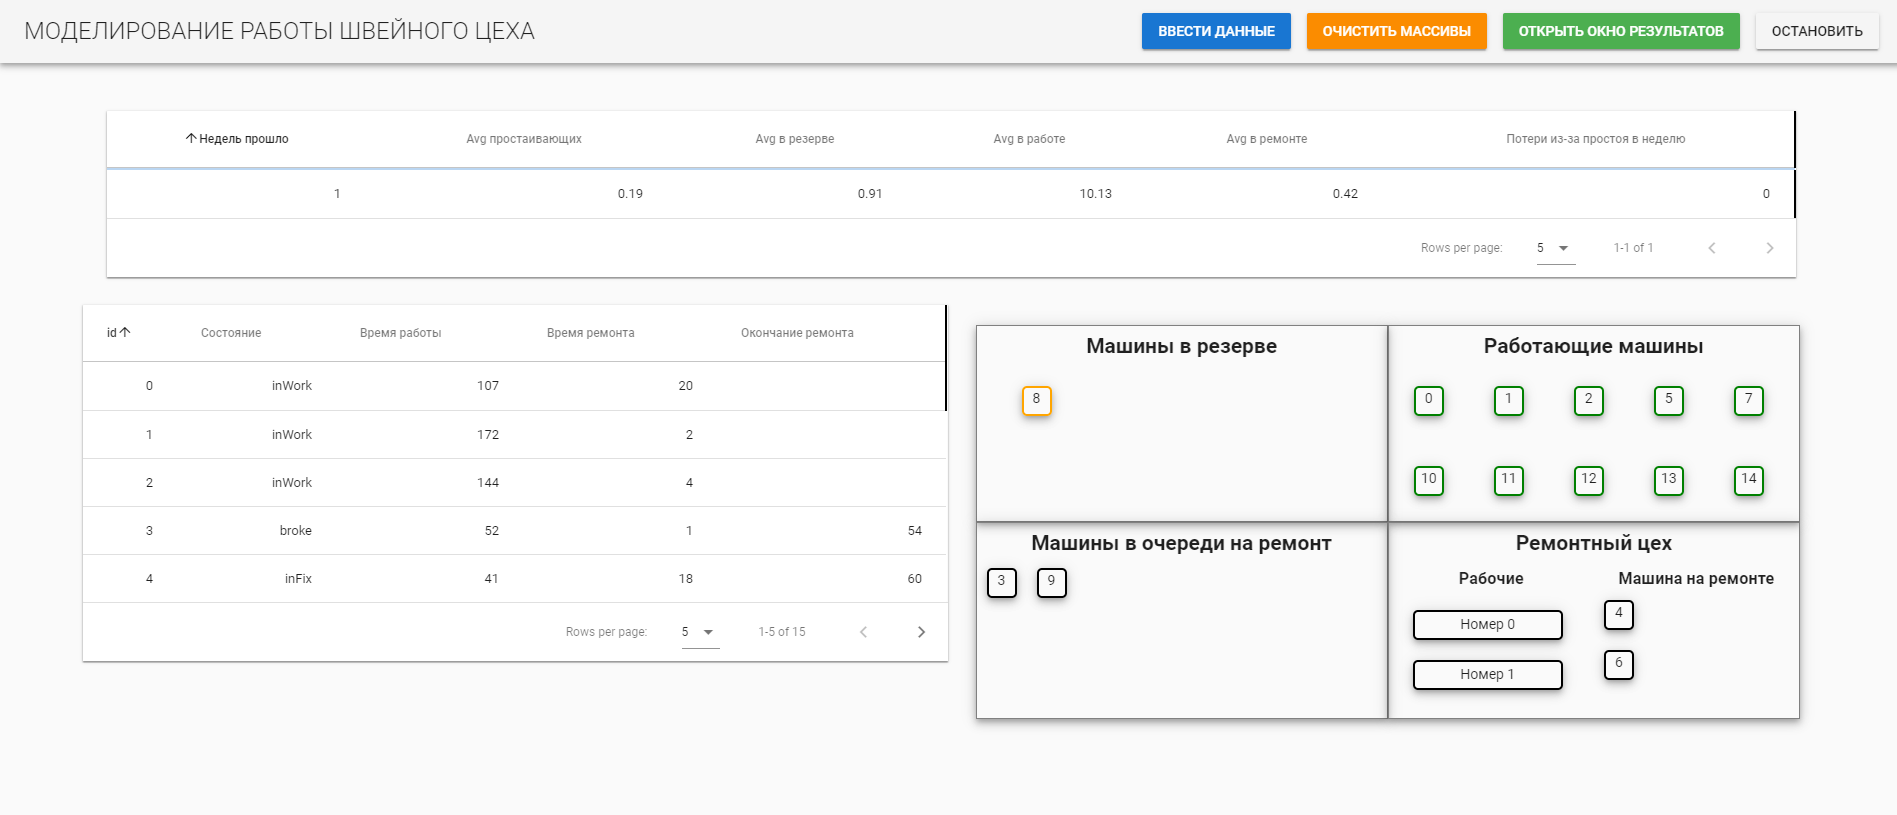 МОДЕЛИРОВАНИЕ РАБОТЫ ШВЕЙНОГО ЦЕХА
ВВЕСТИ ДАННЫЕ
ОЧИСТИТЬ МАССИВЫ
ОТКРЫТЬ ОКНО РЕЗУЛЬТАТОВ
ОСТАНОВИТЬ
Недель прошло Avg простаивающих Avg в резерве Avg в работе Avg в ремонте Потери из-за простоя в неделю
1 0.19 0.91 10.13 0.42 0
Rows per page: 5 1-1 of 1
id Состояние Время работы Время ремонта Окончание ремонта
0 inWork 107 20
1 inWork 172 2
2 inWork 144 4
3 broke 52 1 54
4 inFix 41 18 60
Rows per page: 5 1-5 of 15
Машины в резерве
8
Работающие машины
0 1 2 5 7
10 11 12 13 14
Машины в очереди на ремонт
3 9
Ремонтный цех
Рабочие Машина на ремонте
Номер 0 4
Номер 1 6